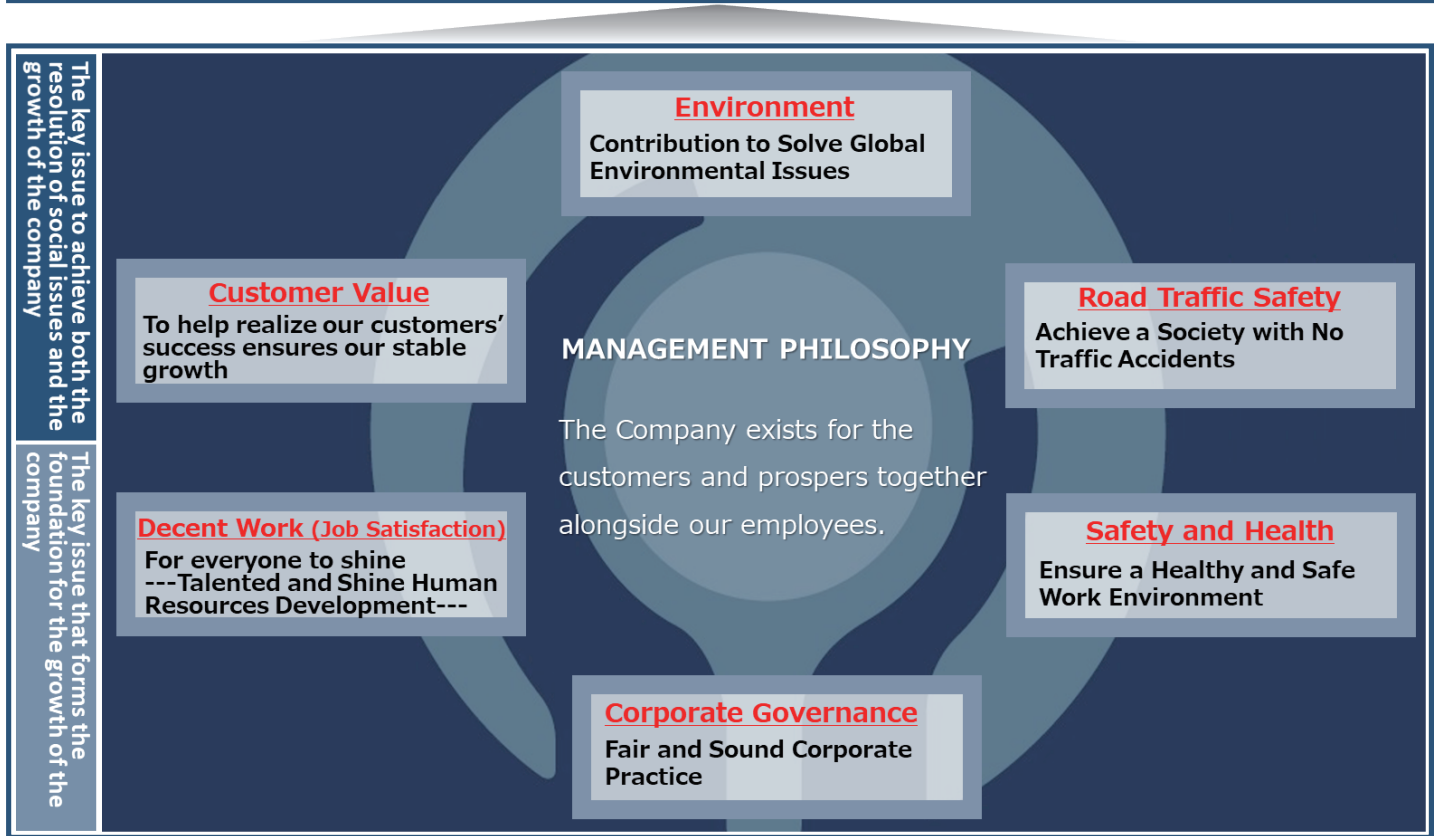 The key issue to achieve both the
resolution of social issues and the
growth of the company
Environment
Contribution to Solve Global
Environmental Issues
Customer Value
To help realize our customers’
success ensures our stable
growth
Road Traffic Safety
Achieve a Society with No
Traffic Accidents
MANAGEMENT PHILOSOPHY
The Company exists for the
customers and prospers together
alongside our employees.
The key issue that forms the
foundation for the growth of the
company
Decent Work (Job Satisfaction)
For everyone to shine
---Talented and Shine Human
Resources Development---
Safety and Health
Ensure a Healthy and Safe
Work Environment
Corporate Governance
Fair and Sound Corporate
Practice